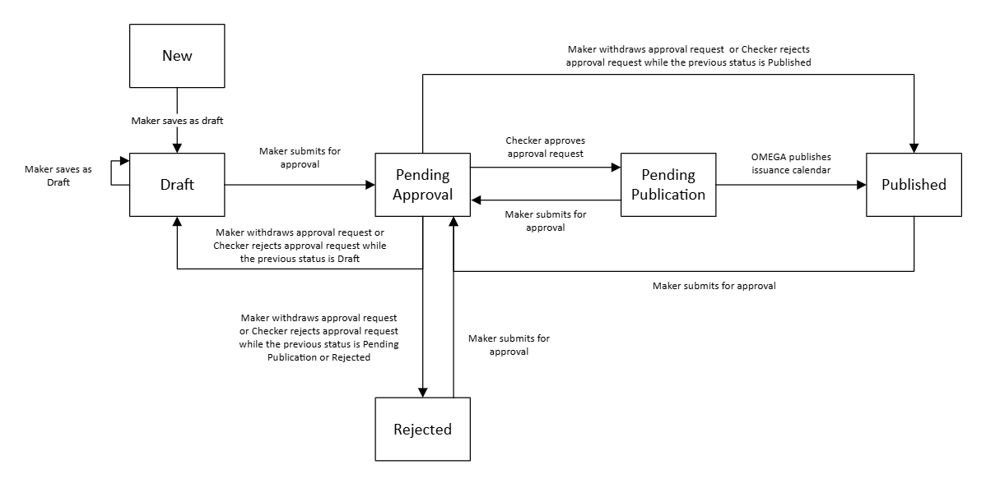 New
Maker saves as draft
Maker withdraws approval request  or Checker rejects
approval request while the previous status is Published
Maker saves as
Draft
Draft
Maker submits for
approval
Pending
Approval
Checker approves
approval request
Maker submits for
approval
Pending
Publication
OMEGA publishes
issuance calendar
Published
Maker withdraws approval request or
Checker rejects approval request while
the previous status is Draft
Maker submits for approval
Maker withdraws approval request
or Checker rejects approval request
while the previous status is Pending
Publication or Rejected
Maker submits for
approval
Rejected